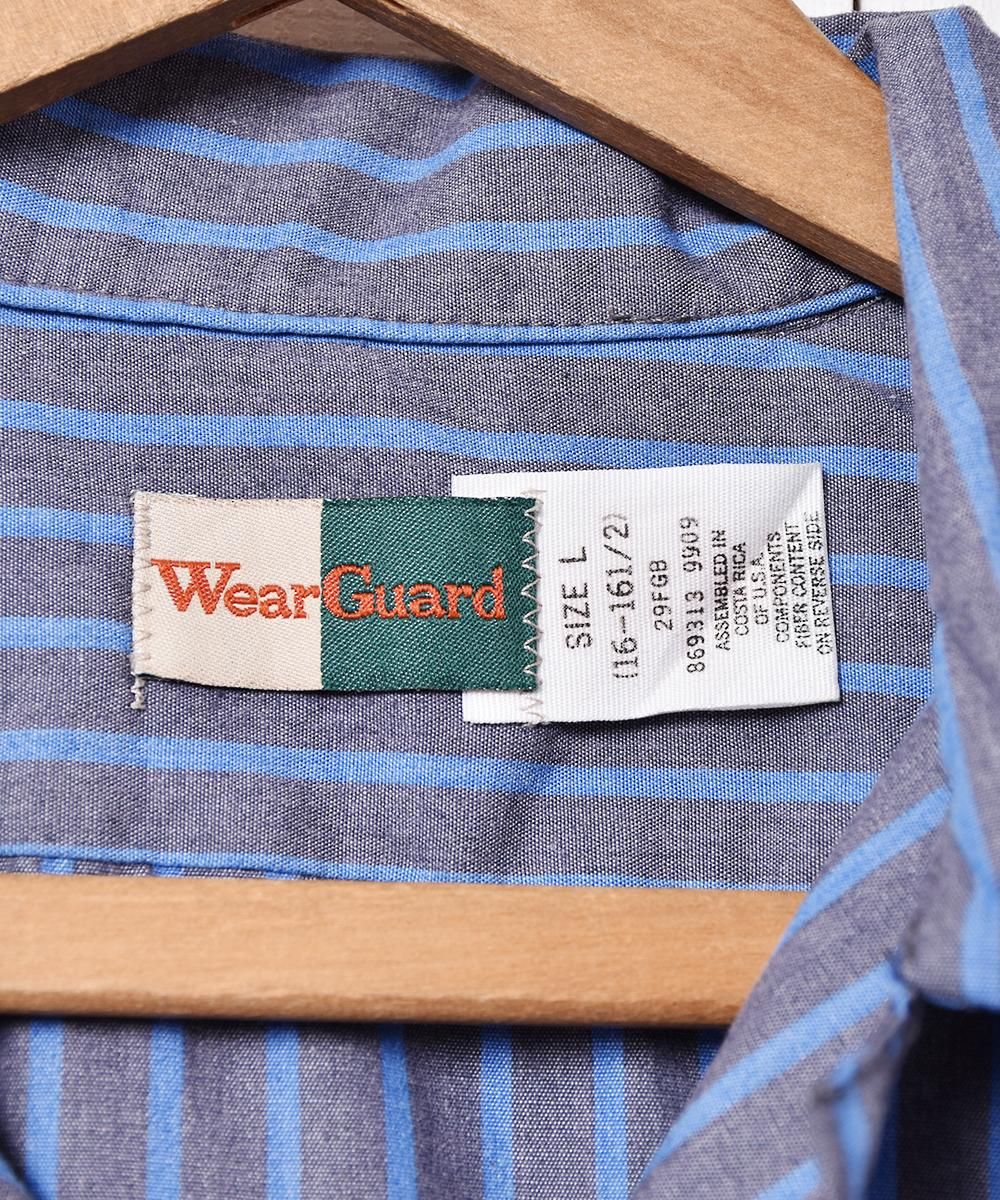 WearGuard
SIZE L
(16-161/2)
29FGB
869313 9909
ASSEMBLED IN
COSTA RICA
OF U.S.A.
COMPONENTS
FIBER CONTENT
ON REVERSE SIDE